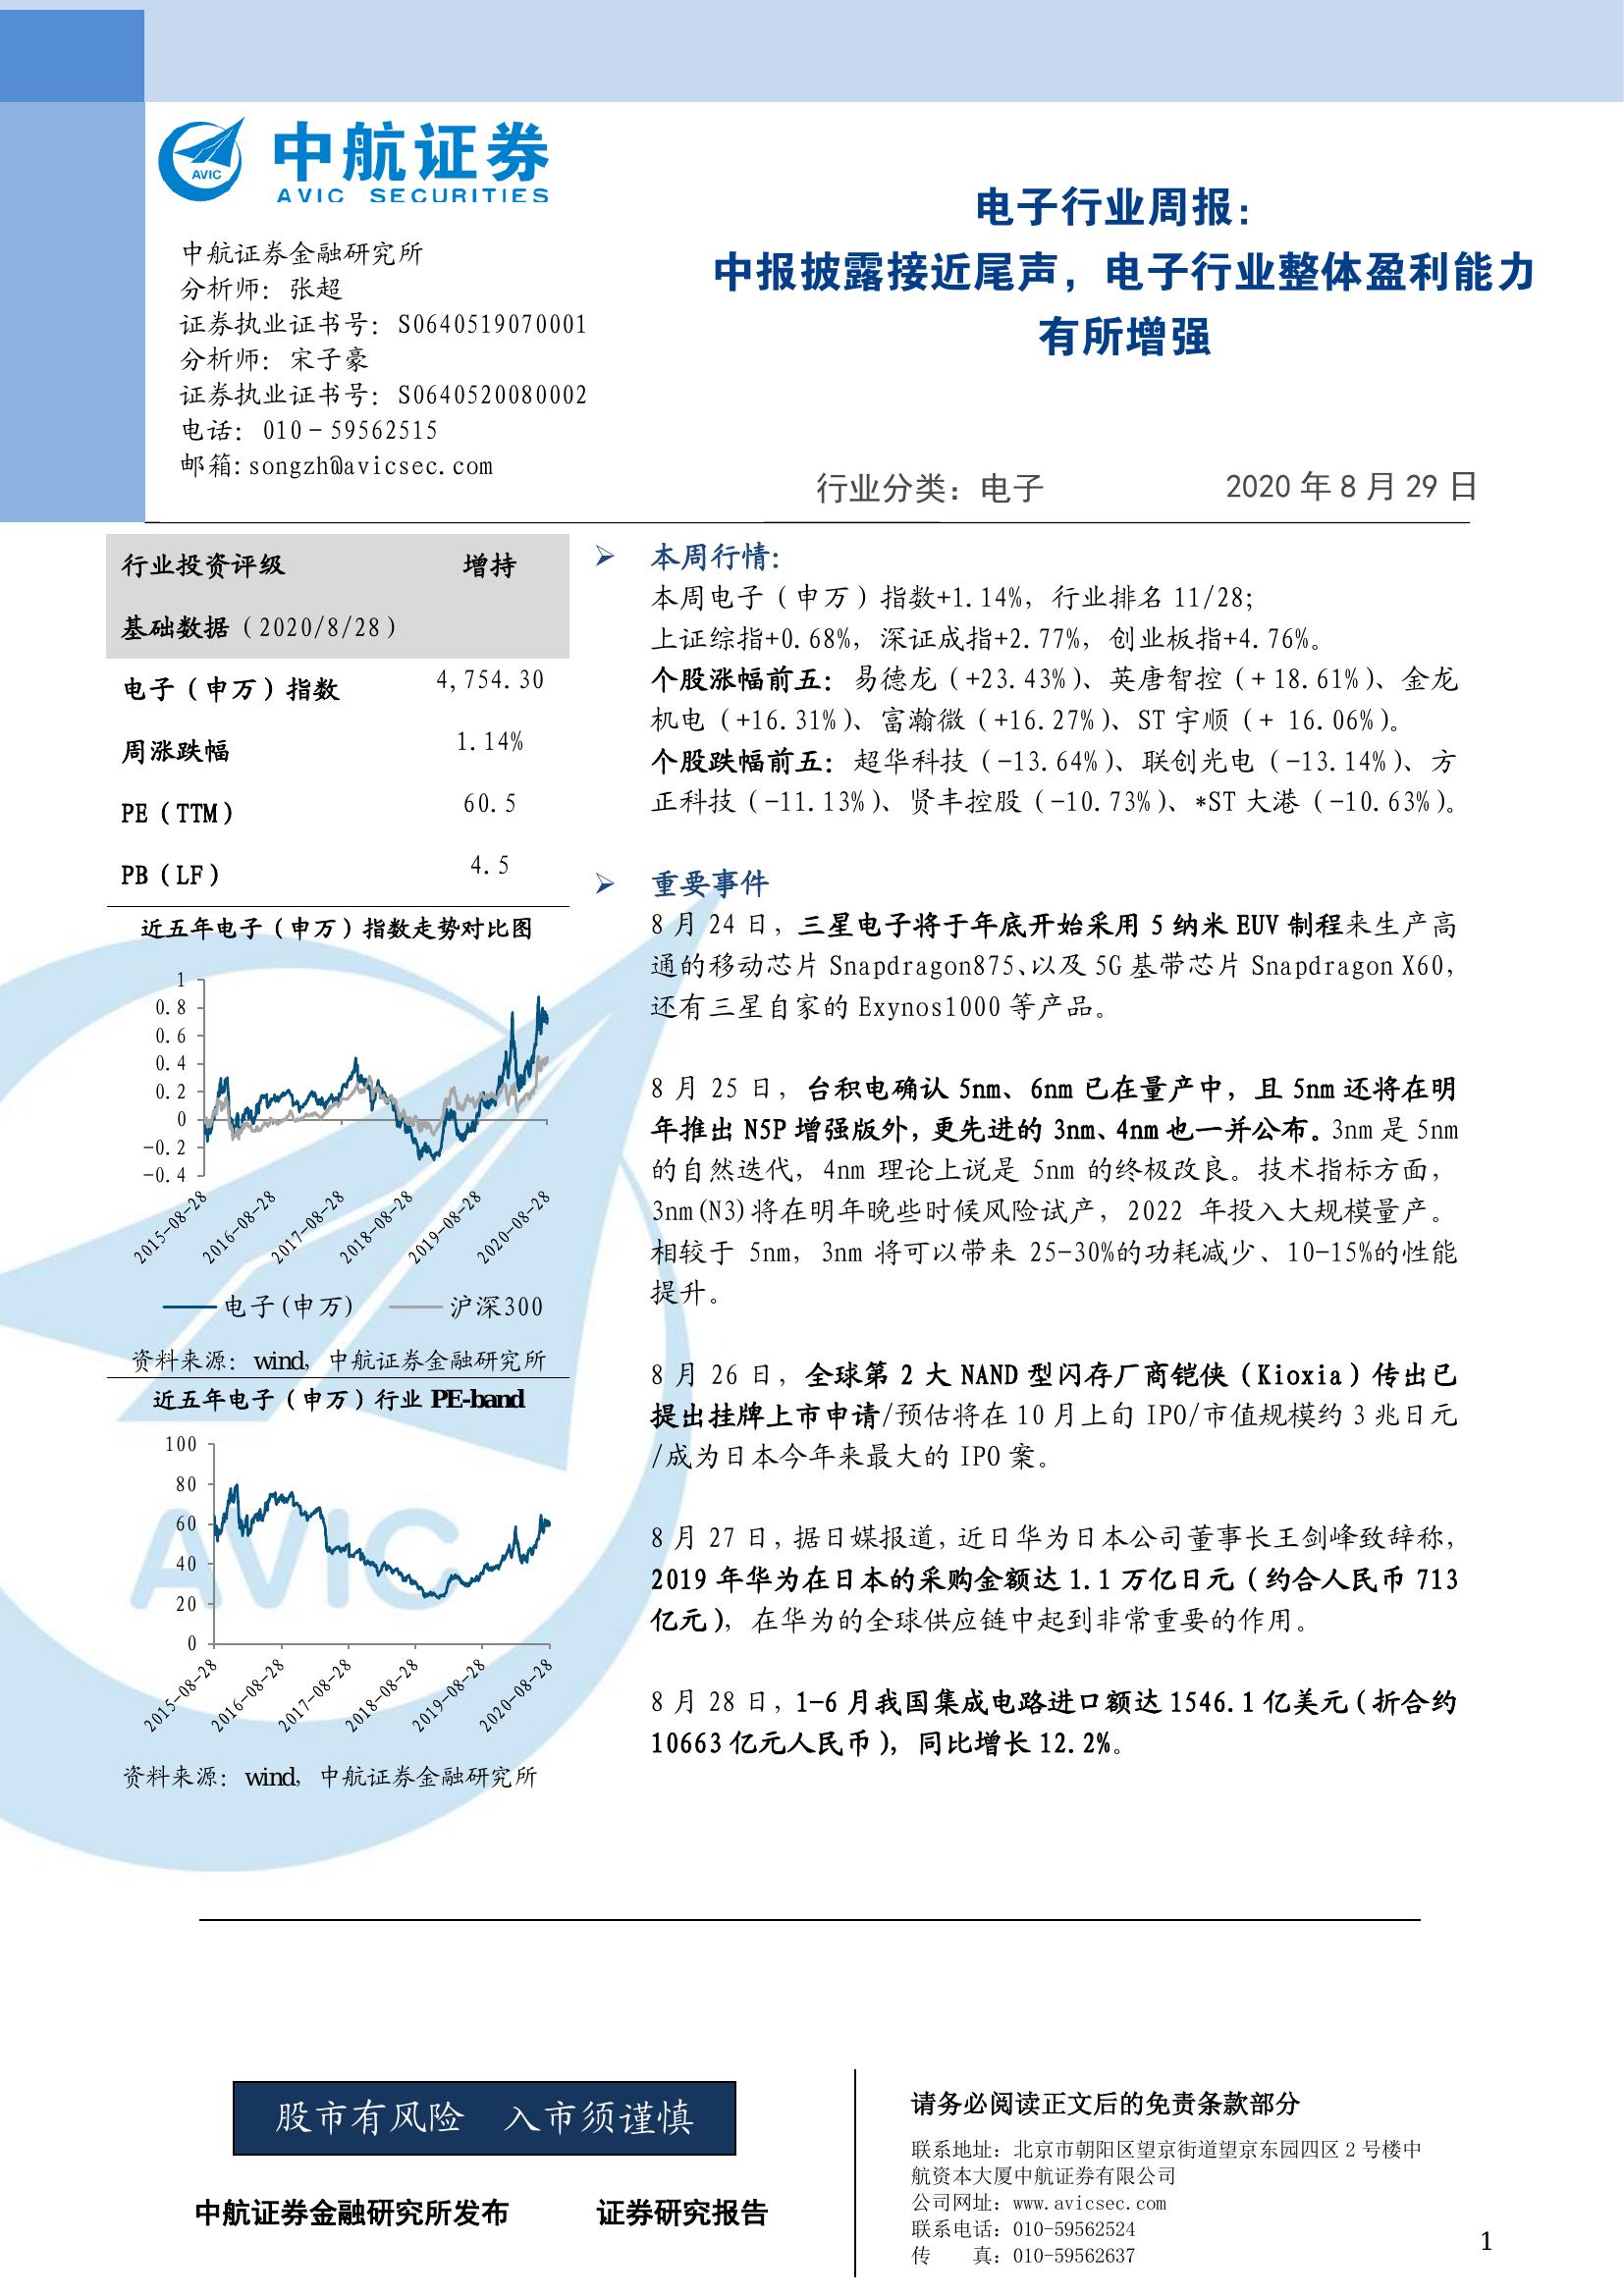 中航证券
AVIC SECURITIES
AVIC
电子行业周报：
中报披露接近尾声，电子行业整体盈利能力
有所增强
中航证券金融研究所
分析师：张超
证券执业证书号：S0640519070001
分析师：宋子豪
证券执业证书号：S0640520080002
电话：010－59562515
邮箱:songzh@avicsec.com
行业分类：电子
2020 年 8 月 29 日
行业投资评级 增持
基础数据（2020/8/28）
电子（申万）指数 4,754.30
周涨跌幅 1.14%
PE（TTM） 60.5
PB（LF） 4.5
近五年电子（申万）指数走势对比图
1
0.8
0.6
0.4
0.2
0
-0.2
-0.4
2015-08-28
2016-08-28
2017-08-28
2018-08-28
2019-08-28
2020-08-28
电子(申万) 沪深300
资料来源：wind，中航证券金融研究所
近五年电子（申万）行业 PE-band
100
80
60
40
20
0
2015-08-28
2016-08-28
2017-08-28
2018-08-28
2019-08-28
2020-08-28
资料来源：wind，中航证券金融研究所
AVIC
本周行情：
本周电子（申万）指数+1.14%，行业排名 11/28；
上证综指+0.68%，深证成指+2.77%，创业板指+4.76%。
个股涨幅前五：易德龙（+23.43%）、英唐智控（+ 18.61%）、金龙
机电（+16.31%）、富瀚微（+16.27%）、ST 宇顺（+ 16.06%）。
个股跌幅前五：超华科技（-13.64%）、联创光电（-13.14%）、方
正科技（-11.13%）、贤丰控股（-10.73%）、*ST 大港（-10.63%）。
重要事件
8 月 24 日，三星电子将于年底开始采用 5 纳米 EUV 制程来生产高
通的移动芯片 Snapdragon875、以及 5G 基带芯片 Snapdragon X60，
还有三星自家的 Exynos1000 等产品。
8 月 25 日，台积电确认 5nm、6nm 已在量产中，且 5nm 还将在明
年推出 N5P 增强版外，更先进的 3nm、4nm 也一并公布。3nm 是 5nm
的自然迭代，4nm 理论上说是 5nm 的终极改良。技术指标方面，
3nm(N3)将在明年晚些时候风险试产，2022 年投入大规模量产。
相较于 5nm，3nm 将可以带来 25-30%的功耗减少、10-15%的性能
提升。
8 月 26 日，全球第 2 大 NAND 型闪存厂商铠侠（Kioxia）传出已
提出挂牌上市申请/预估将在 10 月上旬 IPO/市值规模约 3 兆日元
/成为日本今年来最大的 IPO 案。
8 月 27 日，据日媒报道，近日华为日本公司董事长王剑峰致辞称，
2019 年华为在日本的采购金额达 1.1 万亿日元（约合人民币 713
亿元），在华为的全球供应链中起到非常重要的作用。
8 月 28 日，1-6 月我国集成电路进口额达 1546.1 亿美元（折合约
10663 亿元人民币），同比增长 12.2%。
股市有风险 入市须谨慎
中航证券金融研究所发布 证券研究报告
请务必阅读正文后的免责条款部分
联系地址：北京市朝阳区望京街道望京东园四区 2 号楼中
航资本大厦中航证券有限公司
公司网址：www.avicsec.com
联系电话：010-59562524
传 真：010-59562637
1